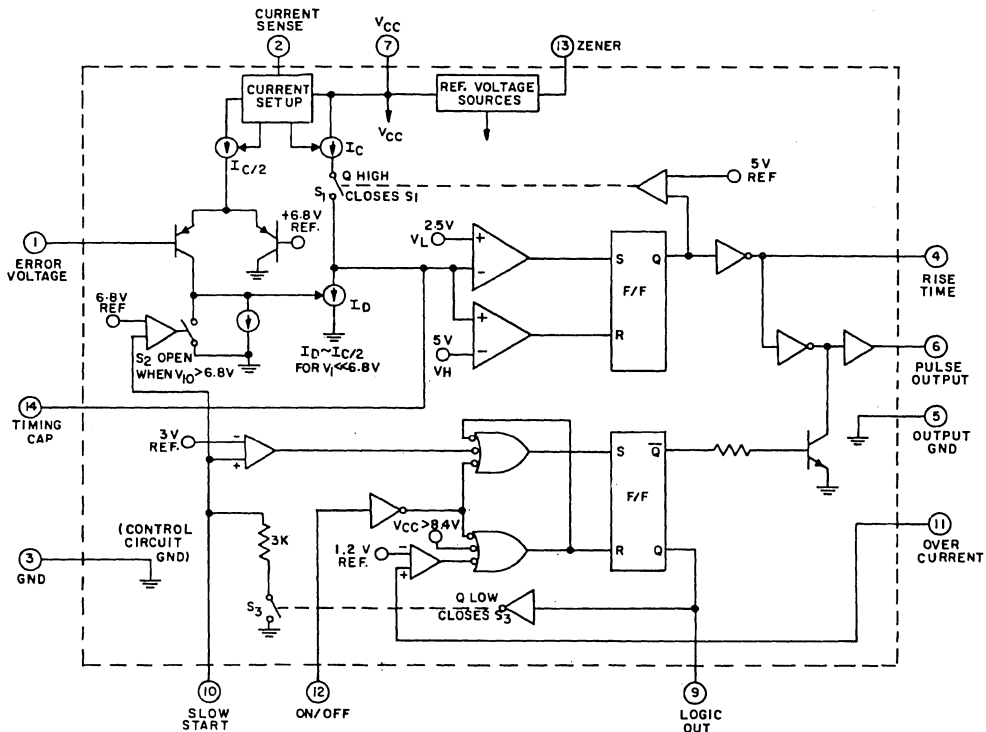 CURRENT
SENSE
2
VCC
7
13 ZENER
CURRENT
SET UP
REF. VOLTAGE
SOURCES
VCC
IC/2
IC
Q HIGH
CLOSES S1
S1
5V
REF
+6.8V
REF.
1
ERROR
VOLTAGE
2.5V
VL
+
-
S
Q
F/F
R
4
RISE
TIME
6.8V
REF
S2 OPEN
WHEN V10>6.8V
ID
ID~IC/2
FOR V1<<6.8V
5V
VH
+
-
6
PULSE
OUTPUT
14
TIMING
CAP
5
OUTPUT
GND
3V
REF.
-
+
S
Q
F/F
R
Q
11
OVER
CURRENT
VCC>8.4V
1.2 V
REF.
-
+
(CONTROL
CIRCUIT
GND)
3
GND
3K
S3
Q LOW
CLOSES S3
10
SLOW
START
12
ON/OFF
9
LOGIC
OUT